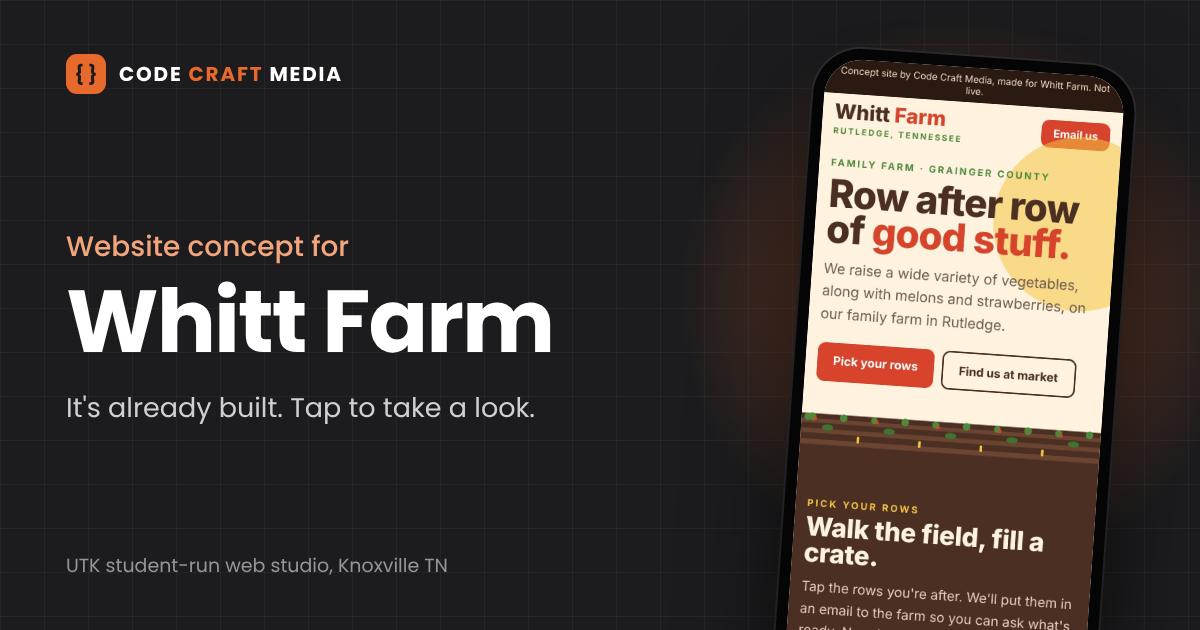 { } CODE CRAFT MEDIA
Website concept for
Whitt Farm
It's already built. Tap to take a look.
UTK student-run web studio, Knoxville TN
Concept site by Code Craft Media, made for Whitt Farm. Not
live.
Whitt Farm
RUTLEDGE, TENNESSEE
Email us
FAMILY FARM · GRAINGER COUNTY
Row after row
of good stuff.
We raise a wide variety of vegetables,
along with melons and strawberries, on
our family farm in Rutledge.
Pick your rows
Find us at market
PICK YOUR ROWS
Walk the field, fill a
crate.
Tap the rows you're after. We'll put them in
an email to the farm so you can ask what's